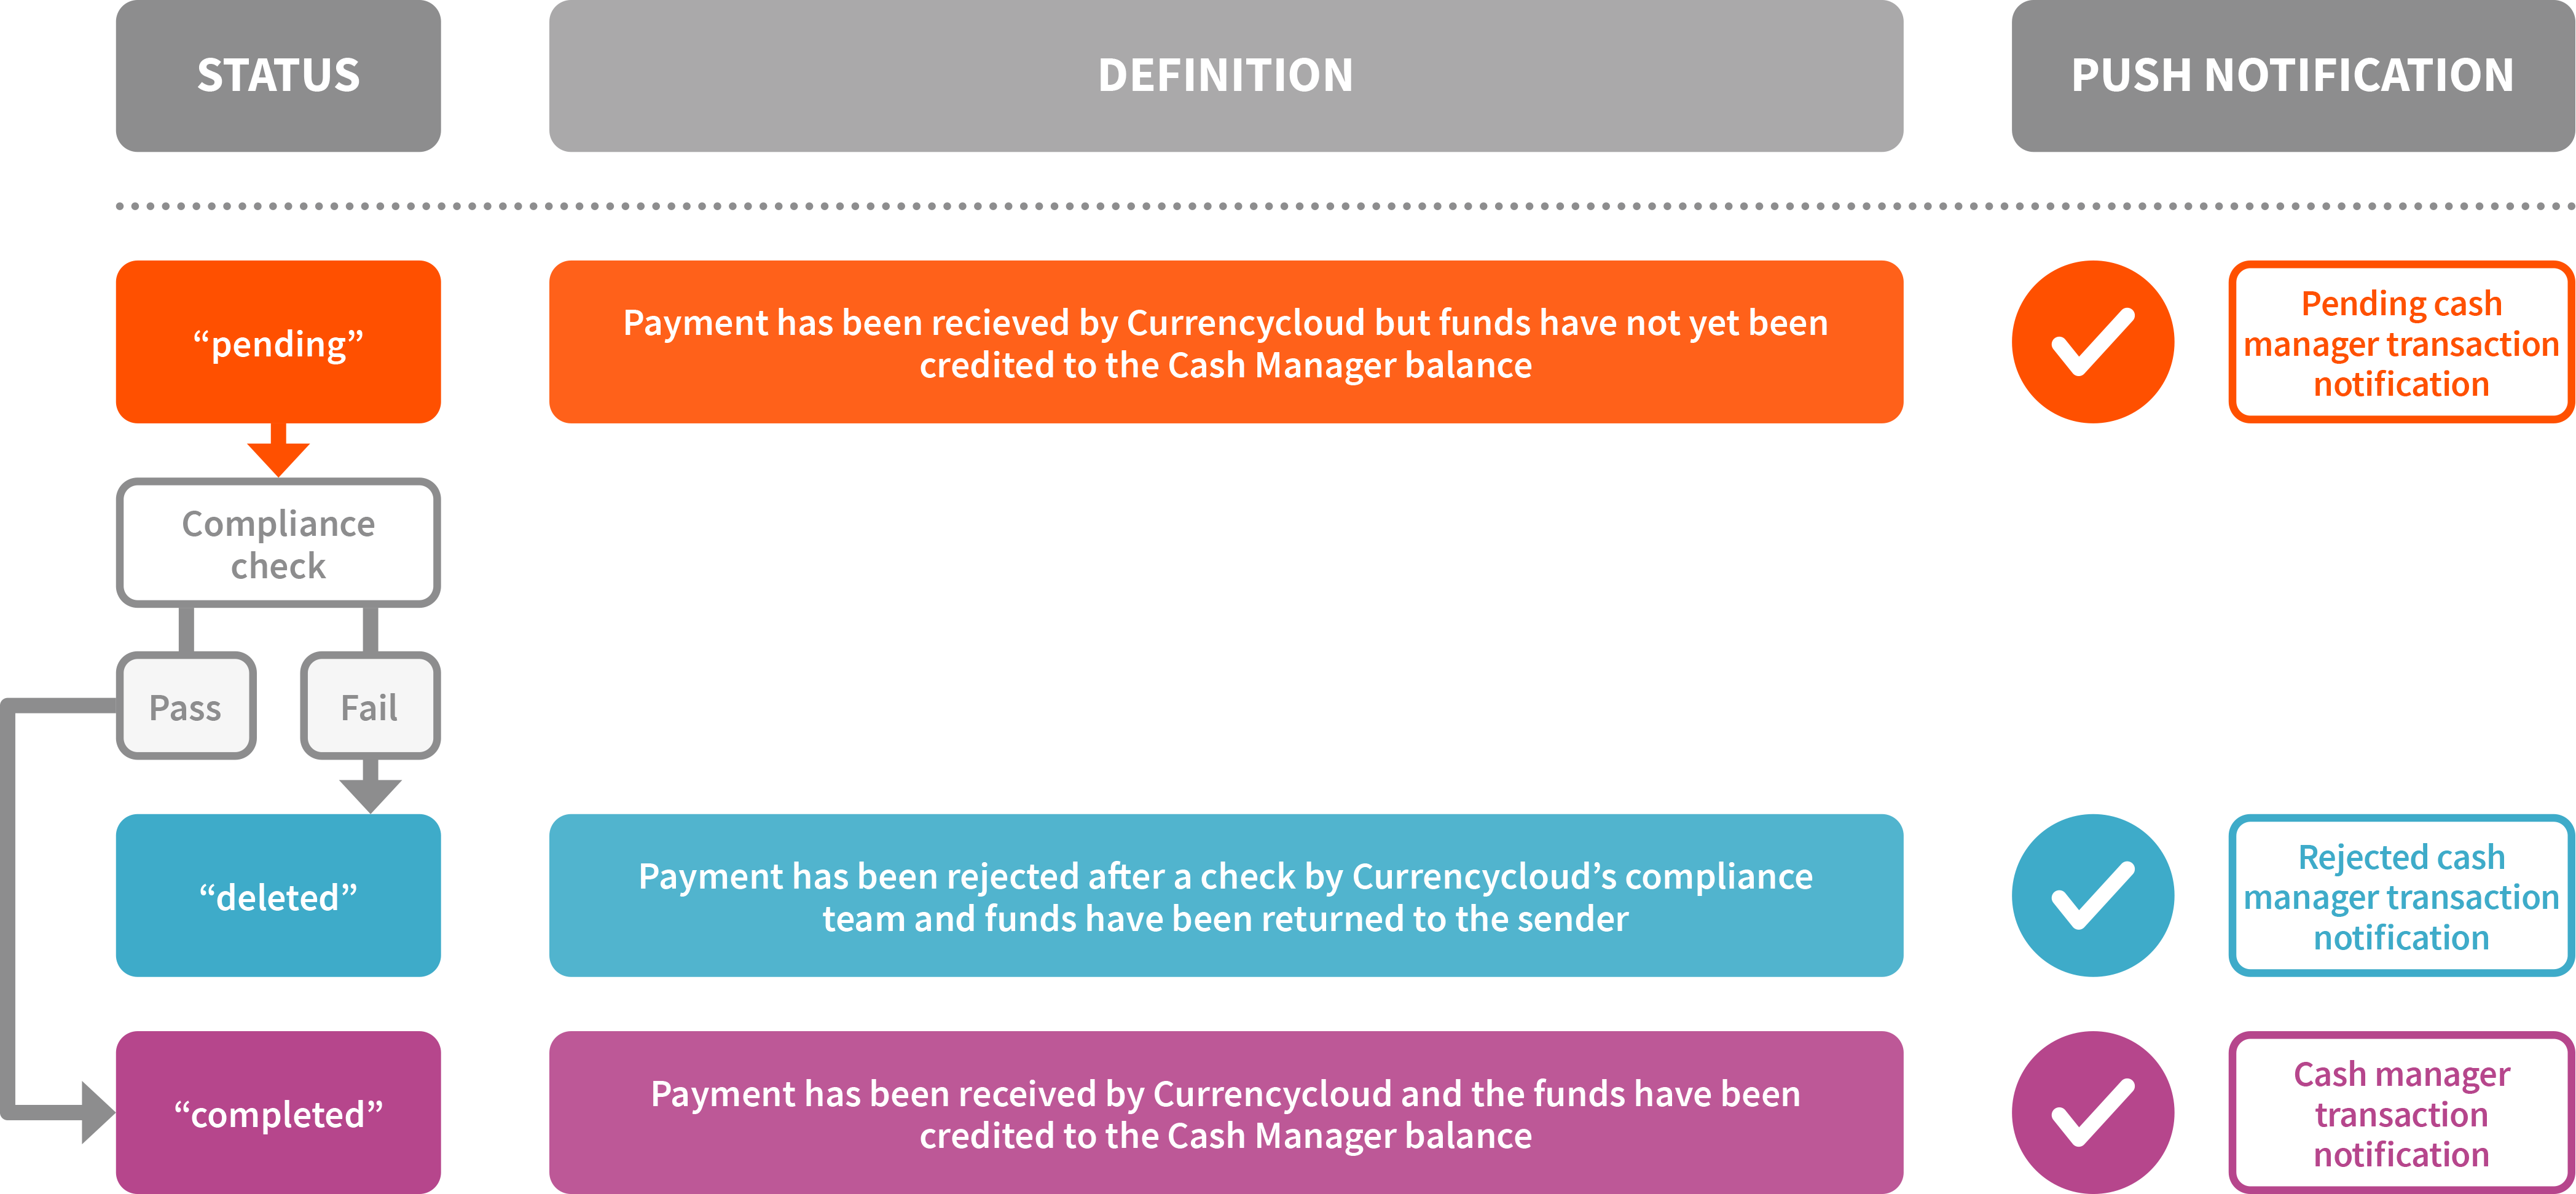 STATUS
DEFINITION
PUSH NOTIFICATION
“pending”
Payment has been recieved by Currencycloud but funds have not yet been
credited to the Cash Manager balance
Pending cash
manager transaction
notification
Compliance
check
Pass
Fail
“deleted”
Payment has been rejected after a check by Currencycloud’s compliance
team and funds have been returned to the sender
Rejected cash
manager transaction
notification
“completed”
Payment has been received by Currencycloud and the funds have been
credited to the Cash Manager balance
Cash manager
transaction
notification